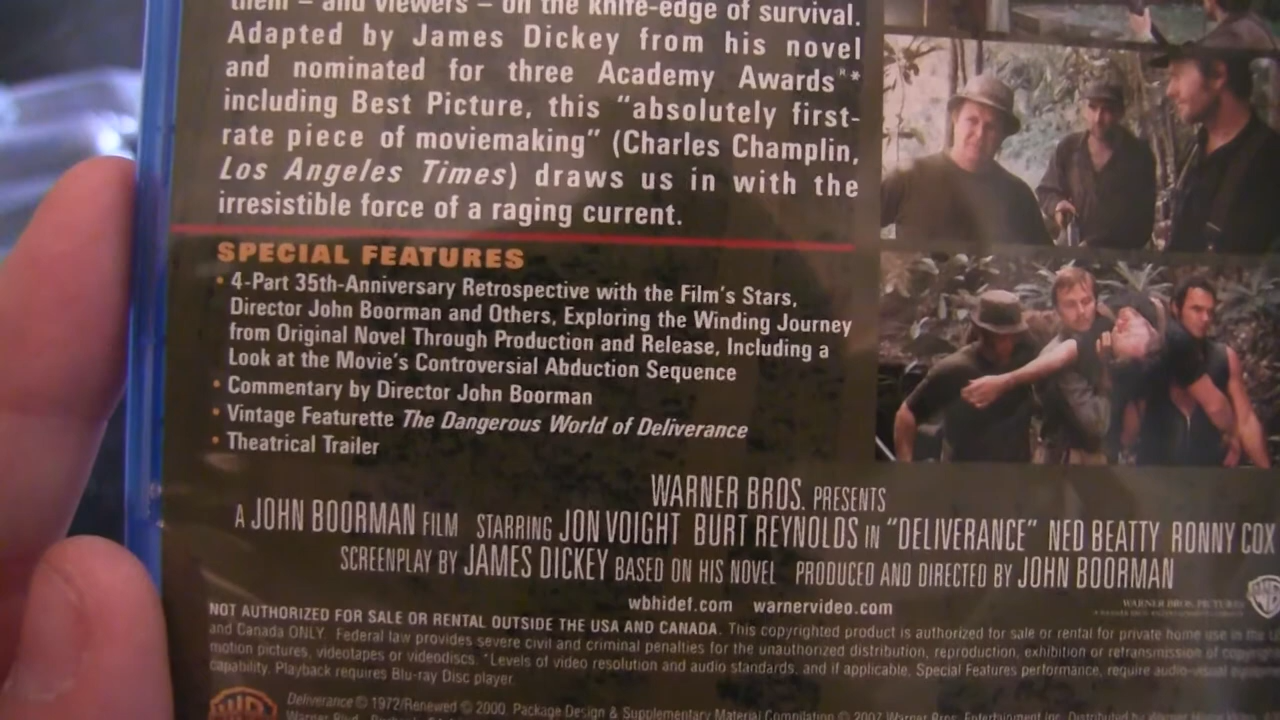 them – and viewers – on the knife-edge of survival.
Adapted by James Dickey from his novel
and nominated for three Academy Awards**
including Best Picture, this “absolutely first-
rate piece of moviemaking” (Charles Champlin,
Los Angeles Times) draws us in with the
irresistible force of a raging current.
SPECIAL FEATURES
• 4-Part 35th-Anniversary Retrospective with the Film's Stars,
Director John Boorman and Others, Exploring the Winding Journey
from Original Novel Through Production and Release, Including a
Look at the Movie's Controversial Abduction Sequence
• Commentary by Director John Boorman
• Vintage Featurette The Dangerous World of Deliverance
• Theatrical Trailer
WARNER BROS. PRESENTS
A JOHN BOORMAN FILM STARRING JON VOIGHT BURT REYNOLDS IN “DELIVERANCE” NED BEATTY RONNY COX
SCREENPLAY BY JAMES DICKEY BASED ON HIS NOVEL PRODUCED AND DIRECTED BY JOHN BOORMAN
wbhidef.com warnervideo.com
WARNER BROS. PICTURES
NOT AUTHORIZED FOR SALE OR RENTAL OUTSIDE THE USA AND CANADA. This copyrighted product is authorized for sale or rental for private home use in the
and Canada ONLY. Federal law provides severe civil and criminal penalties for the unauthorized distribution, reproduction, exhibition or retransmission of
motion pictures, videotapes or videodiscs. *Levels of video resolution and audio standards, and if applicable, Special Features performance, require audio-visual
capability. Playback requires Blu-ray Disc player.
Deliverance © 1972/Renewed © 2000. Package Design & Supplementary Material Compilation © 2007 Warner Bros. Entertainment Inc. Distributed by